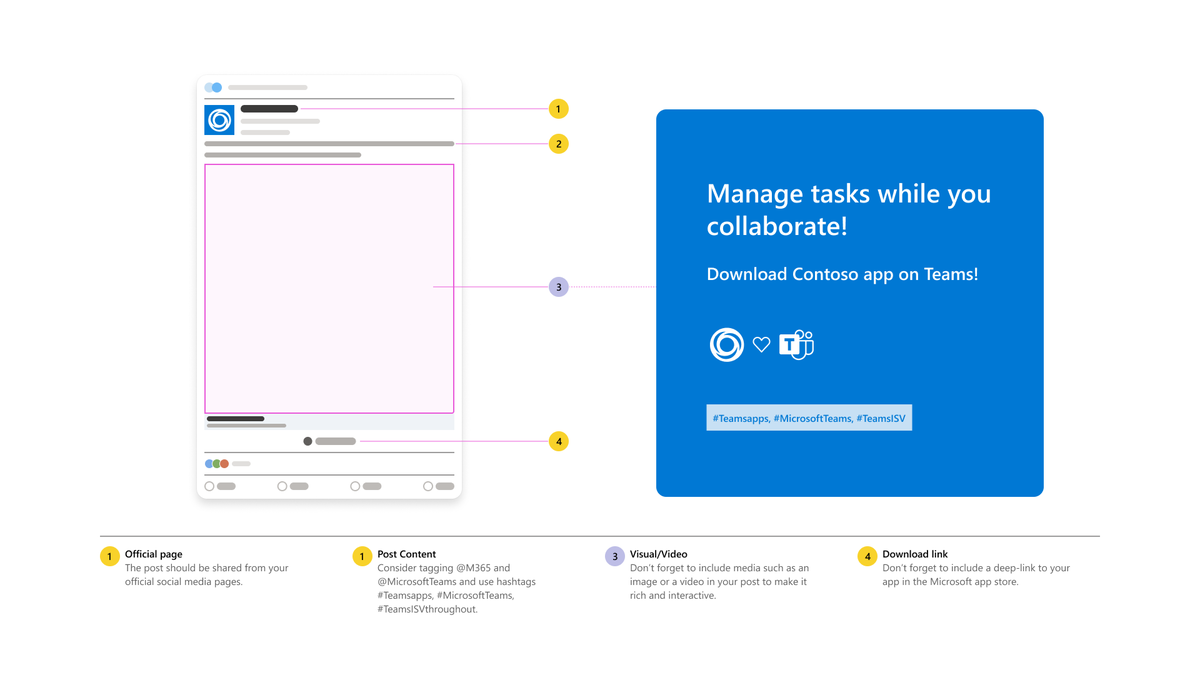 1
2
3
4
Manage tasks while you
collaborate!
Download Contoso app on Teams!
T
#Teamsapps, #MicrosoftTeams, #TeamsISV
1 Official page
The post should be shared from your
official social media pages.
1 Post Content
Consider tagging @M365 and
@MicrosoftTeams and use hashtags
#Teamsapps, #MicrosoftTeams,
#TeamsISVthroughout.
3 Visual/Video
Don’t forget to include media such as an
image or a video in your post to make it
rich and interactive.
4 Download link
Don’t forget to include a deep-link to your
app in the Microsoft app store.